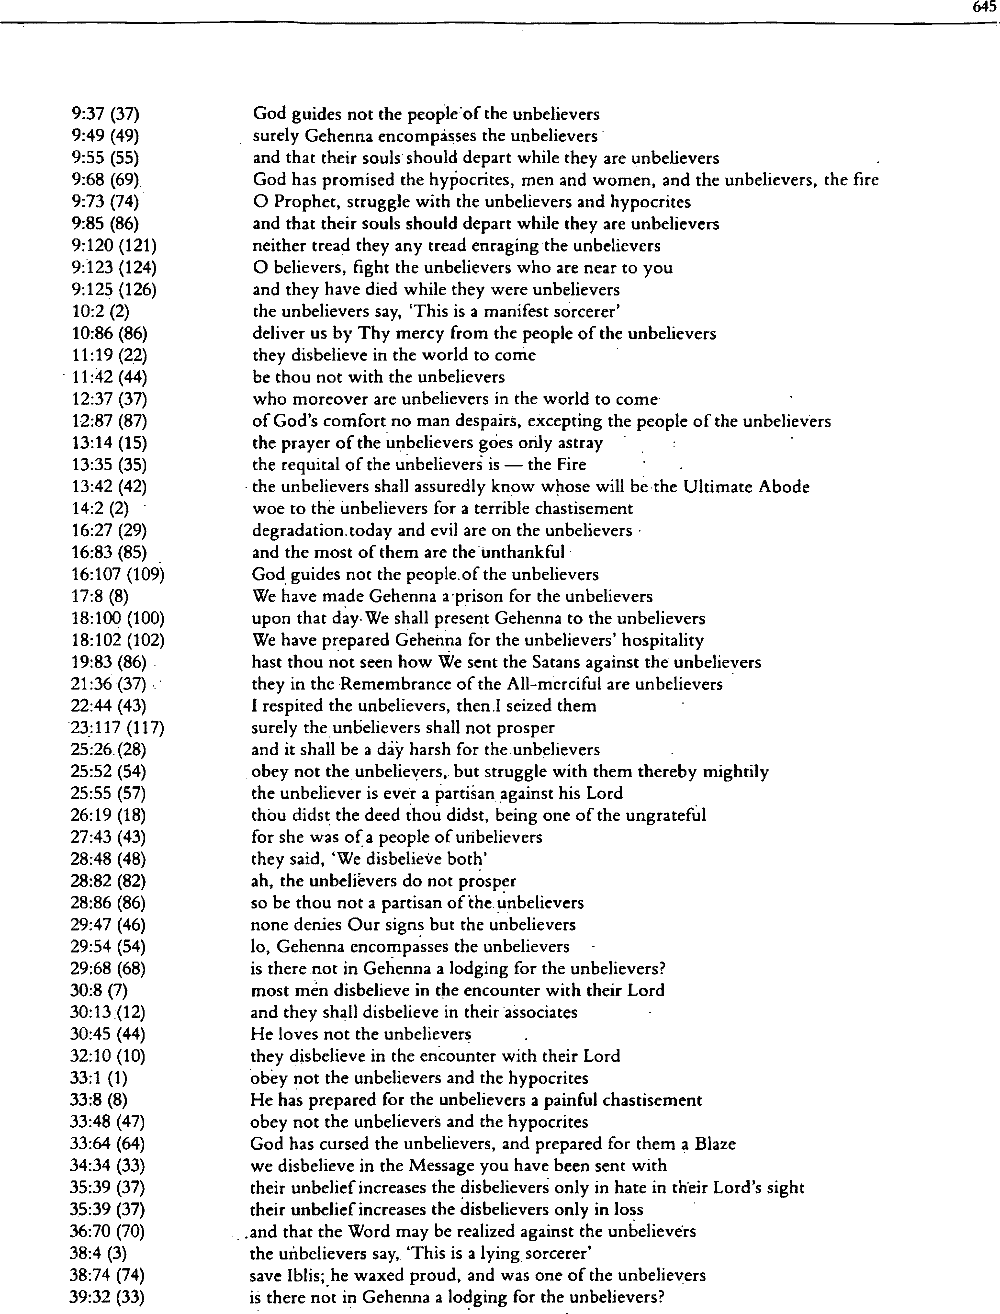 645
9:37 (37) God guides not the people of the unbelievers
9:49 (49) surely Gehenna encompasses the unbelievers
9:55 (55) and that their souls should depart while they are unbelievers
9:68 (69) God has promised the hypocrites, men and women, and the unbelievers, the fire
9:73 (74) O Prophet, struggle with the unbelievers and hypocrites
9:85 (86) and that their souls should depart while they are unbelievers
9:120 (121) neither tread they any tread enraging the unbelievers
9:123 (124) O believers, fight the unbelievers who are near to you
9:125 (126) and they have died while they were unbelievers
10:2 (2) the unbelievers say, 'This is a manifest sorcerer'
10:86 (86) deliver us by Thy mercy from the people of the unbelievers
11:19 (22) they disbelieve in the world to come
11:42 (44) be thou not with the unbelievers
12:37 (37) who moreover are unbelievers in the world to come
12:87 (87) of God's comfort no man despairs, excepting the people of the unbelievers
13:14 (15) the prayer of the unbelievers goes only astray
13:35 (35) the requital of the unbelievers is — the Fire
13:42 (42) the unbelievers shall assuredly know whose will be the Ultimate Abode
14:2 (2) woe to the unbelievers for a terrible chastisement
16:27 (29) degradation today and evil are on the unbelievers
16:83 (85) and the most of them are the unthankful
16:107 (109) God guides not the people of the unbelievers
17:8 (8) We have made Gehenna a prison for the unbelievers
18:100 (100) upon that day We shall present Gehenna to the unbelievers
18:102 (102) We have prepared Gehenna for the unbelievers' hospitality
19:83 (86) hast thou not seen how We sent the Satans against the unbelievers
21:36 (37) they in the Remembrance of the All-merciful are unbelievers
22:44 (43) I respited the unbelievers, then I seized them
23:117 (117) surely the unbelievers shall not prosper
25:26 (28) and it shall be a day harsh for the unbelievers
25:52 (54) obey not the unbelievers, but struggle with them thereby mightily
25:55 (57) the unbeliever is ever a partisan against his Lord
26:19 (18) thou didst the deed thou didst, being one of the ungrateful
27:43 (43) for she was of a people of unbelievers
28:48 (48) they said, 'We disbelieve both'
28:82 (82) ah, the unbelievers do not prosper
28:86 (86) so be thou not a partisan of the unbelievers
29:47 (46) none denies Our signs but the unbelievers
29:54 (54) lo, Gehenna encompasses the unbelievers
29:68 (68) is there not in Gehenna a lodging for the unbelievers?
30:8 (7) most men disbelieve in the encounter with their Lord
30:13 (12) and they shall disbelieve in their associates
30:45 (44) He loves not the unbelievers
32:10 (10) they disbelieve in the encounter with their Lord
33:1 (1) obey not the unbelievers and the hypocrites
33:8 (8) He has prepared for the unbelievers a painful chastisement
33:48 (47) obey not the unbelievers and the hypocrites
33:64 (64) God has cursed the unbelievers, and prepared for them a Blaze
34:34 (33) we disbelieve in the Message you have been sent with
35:39 (37) their unbelief increases the disbelievers only in hate in their Lord's sight
35:39 (37) their unbelief increases the disbelievers only in loss
36:70 (70) and that the Word may be realized against the unbelievers
38:4 (3) the unbelievers say, 'This is a lying sorcerer'
38:74 (74) save Iblis; he waxed proud, and was one of the unbelievers
39:32 (33) is there not in Gehenna a lodging for the unbelievers?